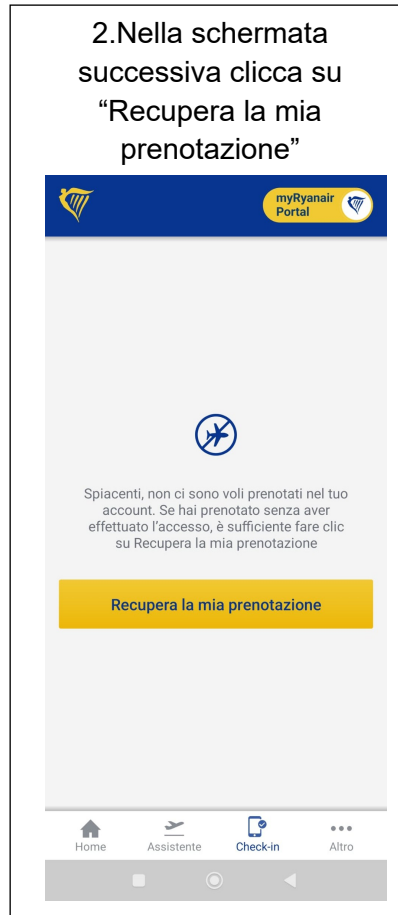 2.Nella schermata
successiva clicca su
“Recupera la mia
prenotazione”
myRyanair
Portal
Spiacenti, non ci sono voli prenotati nel tuo
account. Se hai prenotato senza aver
effettuato l'accesso, è sufficiente fare clic
su Recupera la mia prenotazione
Recupera la mia prenotazione
Home Assistente Check-in Altro